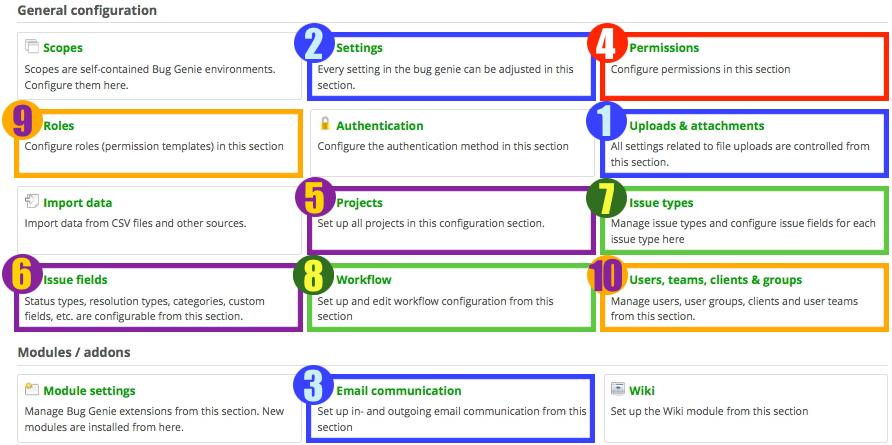 General configuration
Scopes
Scopes are self-contained Bug Genie environments.
Configure them here.
2
Settings
Every setting in the bug genie can be adjusted in this
section.
4
Permissions
Configure permissions in this section
9
Roles
Configure roles (permission templates) in this section
Authentication
Configure the authentication method in this section
1
Uploads & attachments
All settings related to file uploads are controlled from
this section.
Import data
Import data from CSV files and other sources.
5
Projects
Set up all projects in this configuration section.
7
Issue types
Manage issue types and configure issue fields for each
issue type here
6
Issue fields
Status types, resolution types, categories, custom
fields, etc. are configurable from this section.
8
Workflow
Set up and edit workflow configuration from this
section
10
Users, teams, clients & groups
Manage users, user groups, clients and user teams
from this section.
Modules / addons
Module settings
Manage Bug Genie extensions from this section. New
modules are installed from here.
3
Email communication
Set up in- and outgoing email communication from this
section
Wiki
Set up the Wiki module from this section